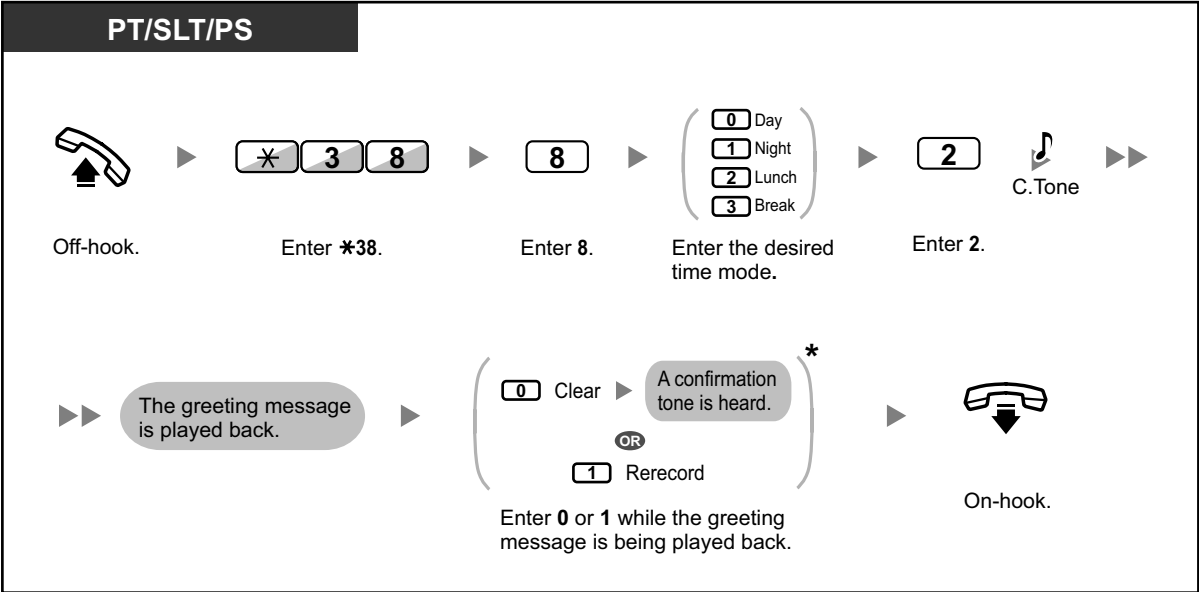 PT/SLT/PS
✱ 3 8
8
0 Day
1 Night
2 Lunch
3 Break
2
C.Tone
Off-hook.
Enter ✱38.
Enter 8.
Enter the desired
time mode.
Enter 2.
The greeting message
is played back.
0 Clear
A confirmation
tone is heard.
*
OR
1 Rerecord
Enter 0 or 1 while the greeting
message is being played back.
On-hook.